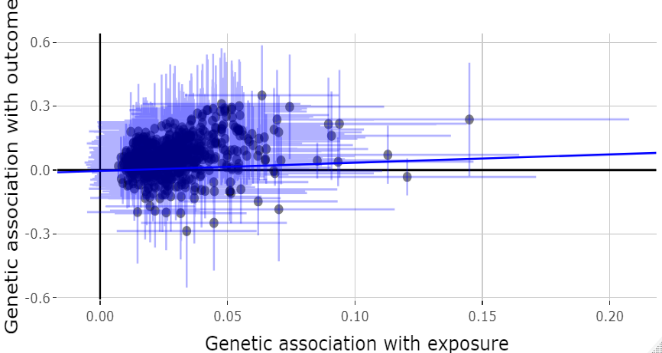 Genetic association with outcome
0.6
0.3
0.0
-0.3
-0.6
0.00 0.05 0.10 0.15 0.20
Genetic association with exposure